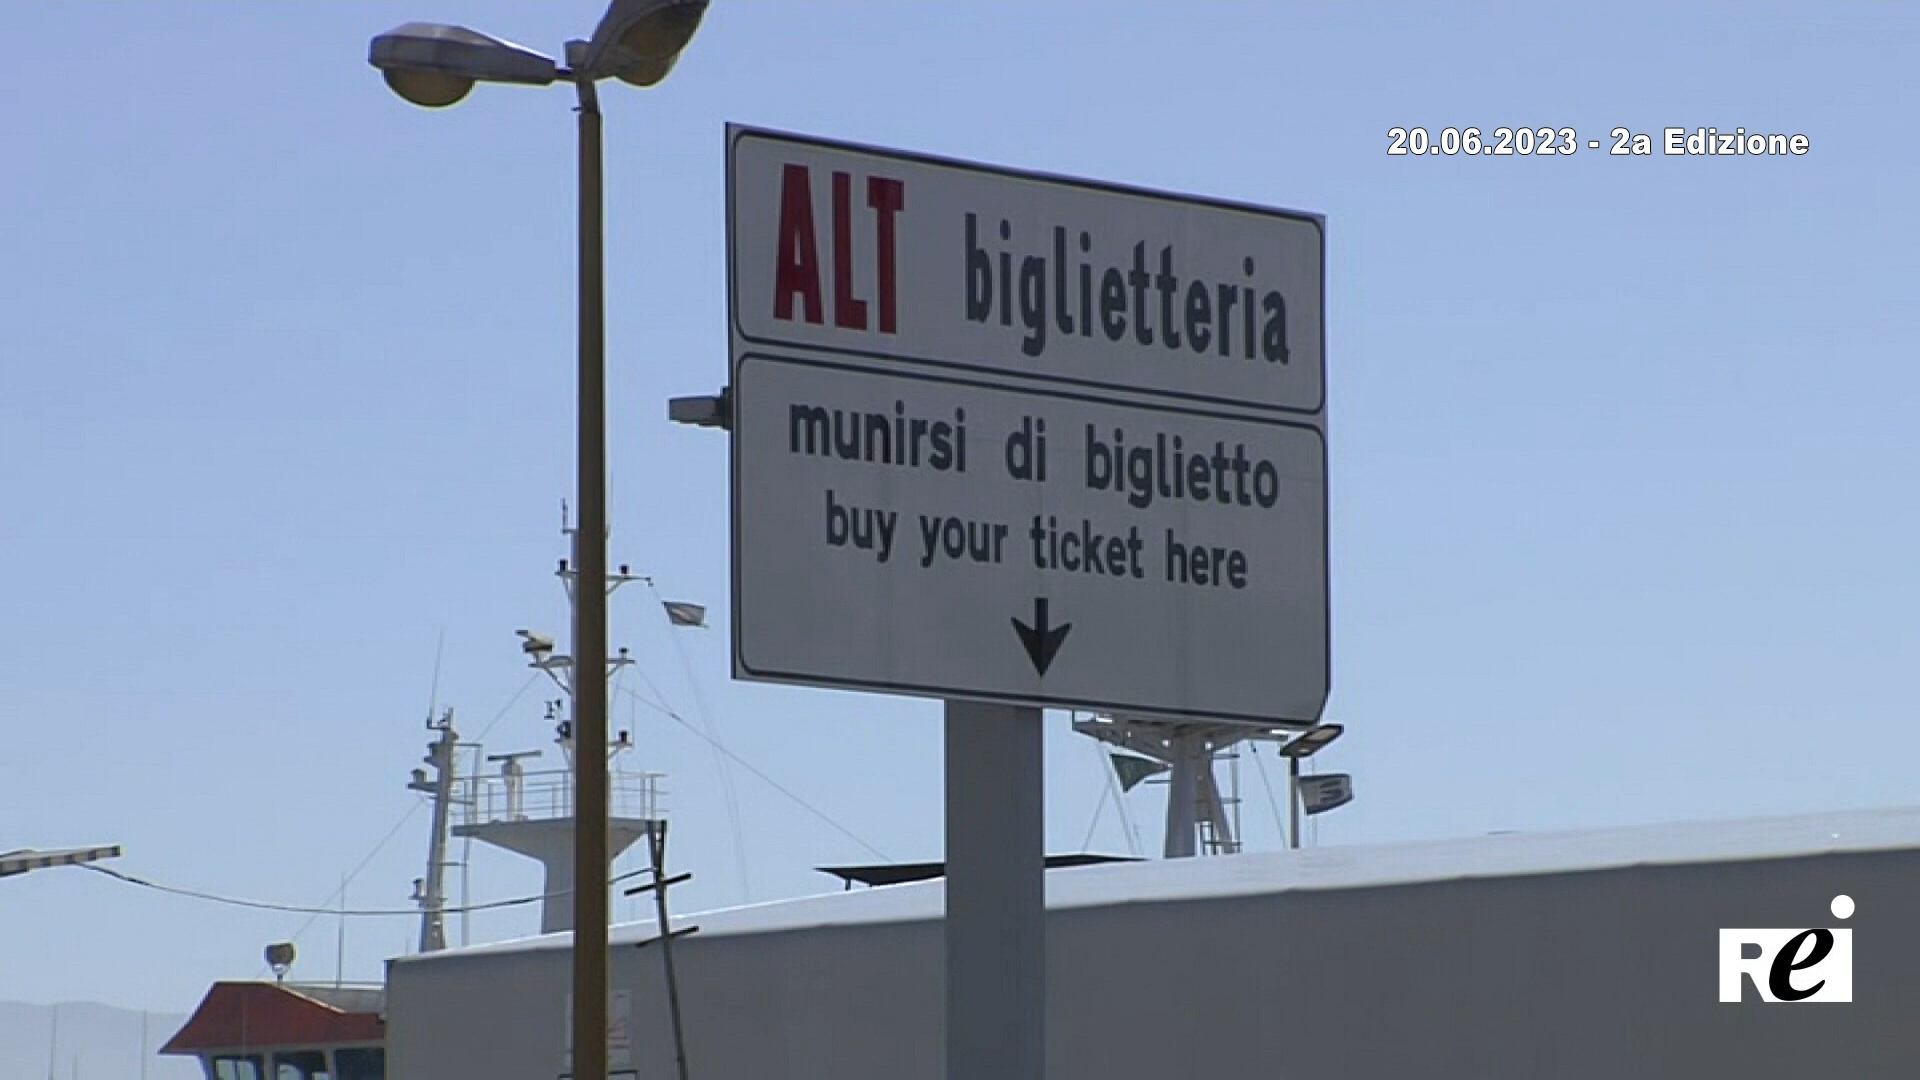 20.06.2023 - 2a Edizione
ALT biglietteria
munirsi di biglietto
buy your ticket here
Rei